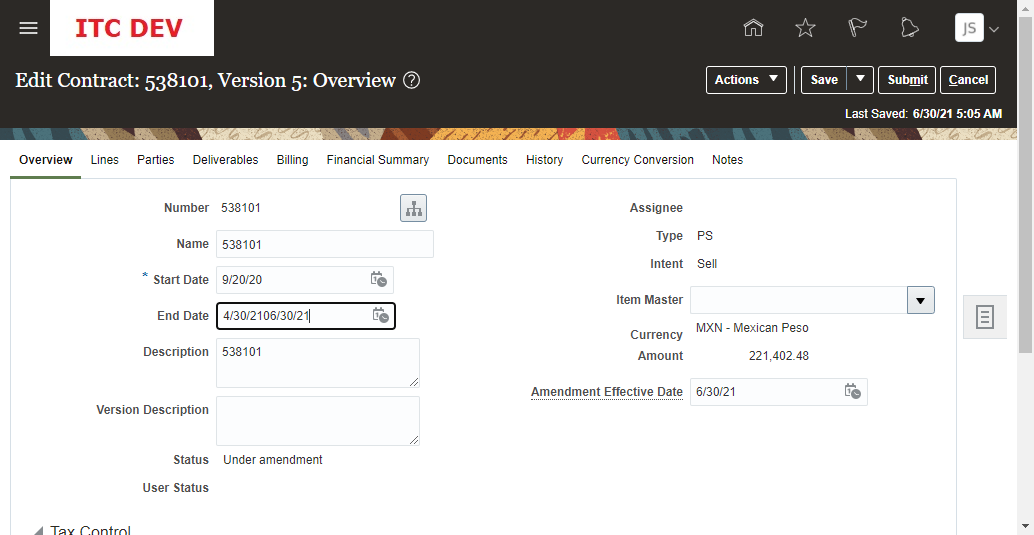 ITC DEV
JS
Edit Contract: 538101, Version 5: Overview ?
Actions
Save
Submit
Cancel
Last Saved: 6/30/21 5:05 AM
Overview Lines Parties Deliverables Billing Financial Summary Documents History Currency Conversion Notes
Number 538101
Name 538101
* Start Date 9/20/20
End Date 4/30/2106/30/21
Description 538101
Version Description
Status Under amendment
User Status
Assignee
Type PS
Intent Sell
Item Master
Currency MXN - Mexican Peso
Amount 221,402.48
Amendment Effective Date 6/30/21
Tax Control